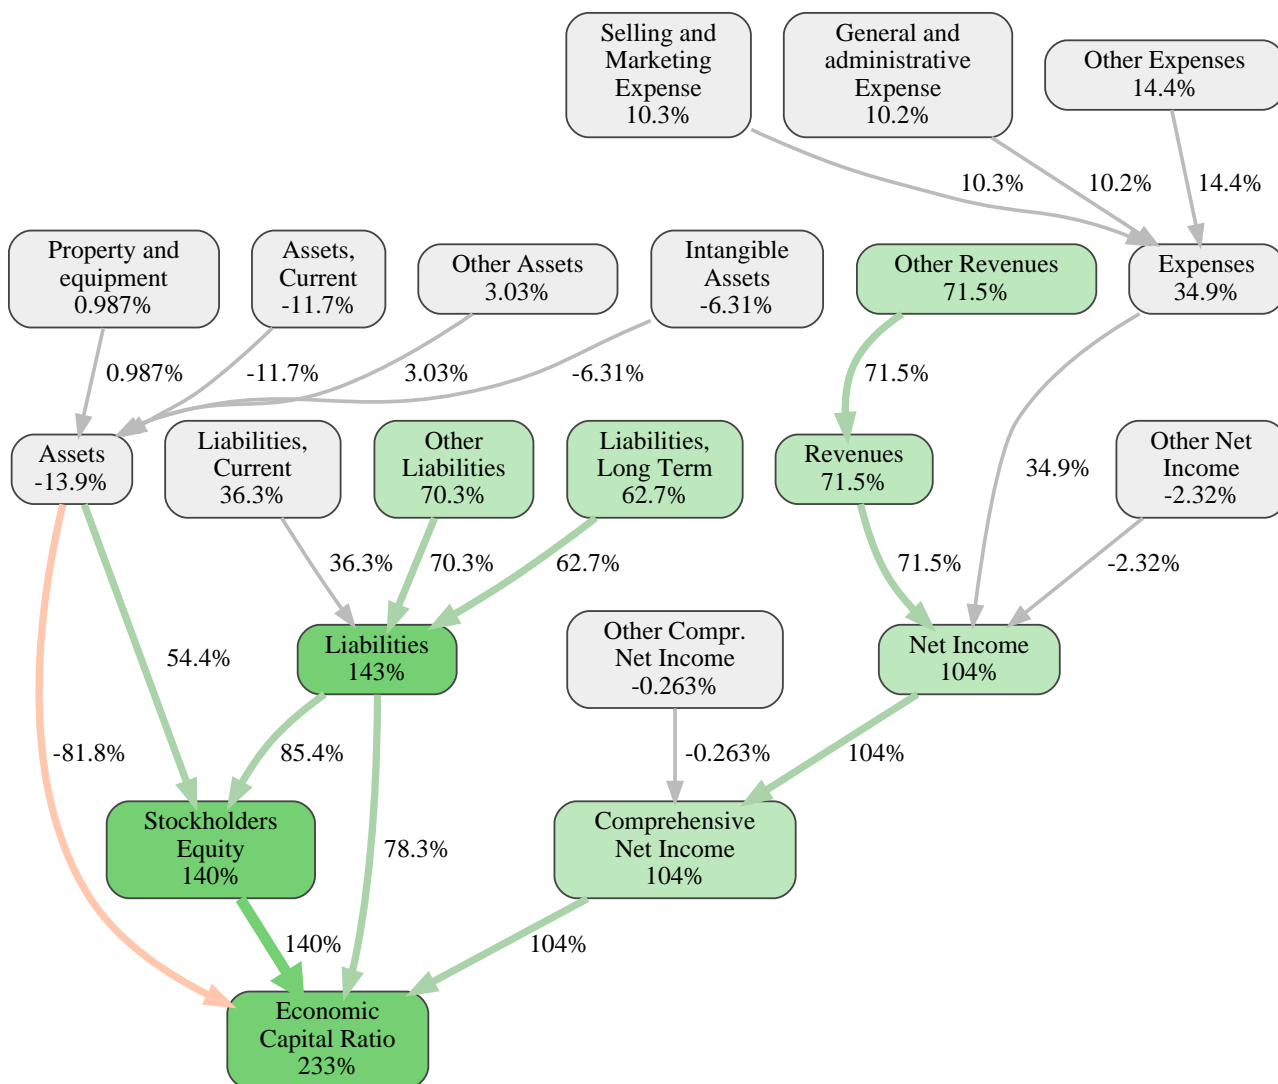 Selling and
Marketing
Expense
10.3%
General and
administrative
Expense
10.2%
Other Expenses
14.4%
10.3%
10.2%
14.4%
Property and
equipment
0.987%
Assets,
Current
-11.7%
Other Assets
3.03%
Intangible
Assets
-6.31%
Other Revenues
71.5%
Expenses
34.9%
0.987%
-11.7%
3.03%
-6.31%
71.5%
Assets
-13.9%
Liabilities,
Current
36.3%
Other
Liabilities
70.3%
Liabilities,
Long Term
62.7%
Revenues
71.5%
34.9%
Other Net
Income
-2.32%
36.3%
70.3%
62.7%
71.5%
-2.32%
54.4%
Liabilities
143%
Other Compr.
Net Income
-0.263%
Net Income
104%
-81.8%
85.4%
-0.263%
104%
Stockholders
Equity
140%
78.3%
Comprehensive
Net Income
104%
140%
104%
Economic
Capital Ratio
233%